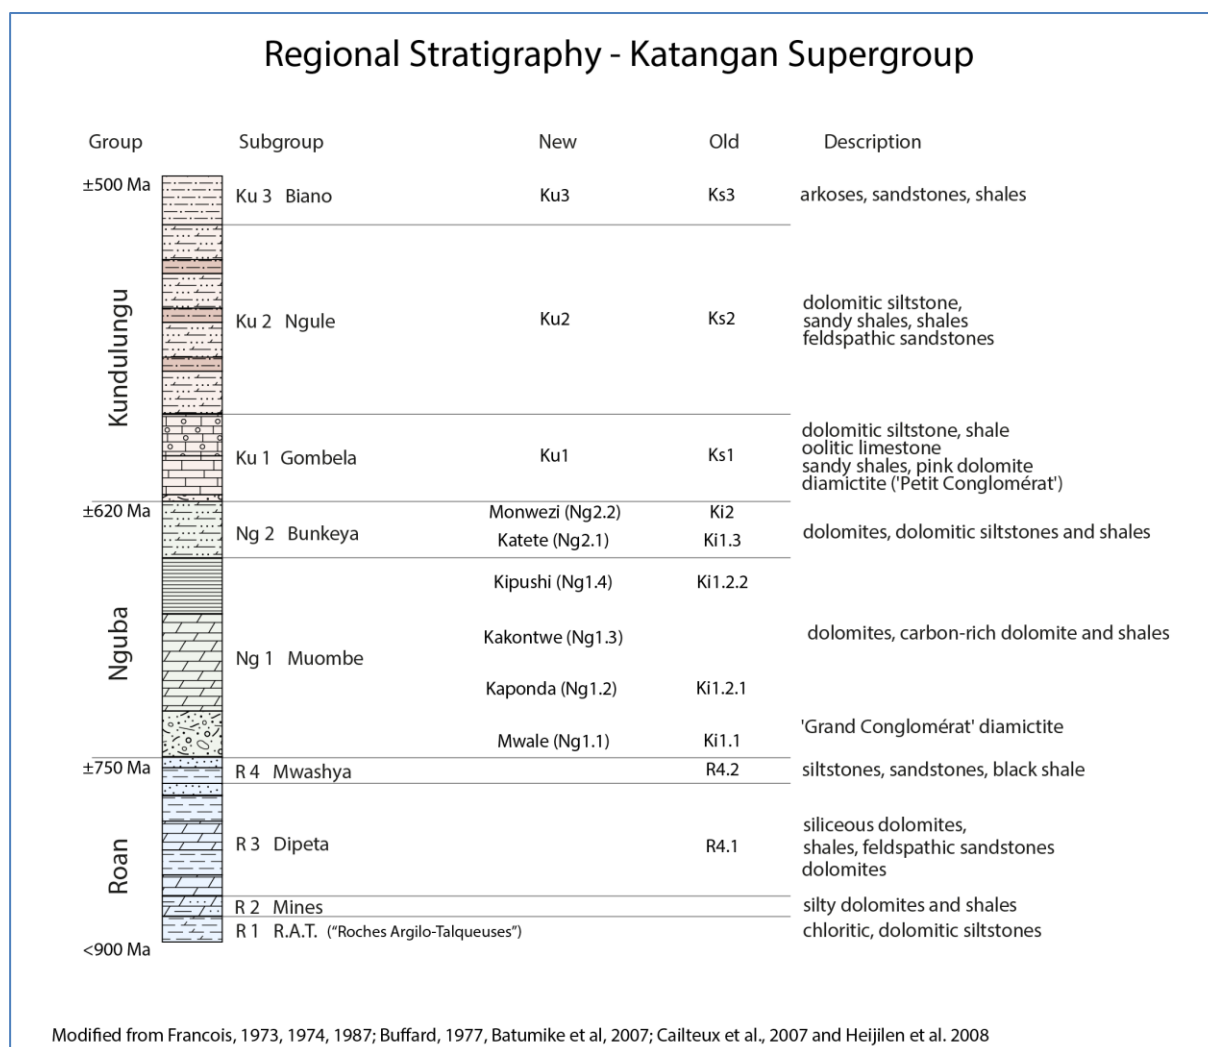 Regional Stratigraphy - Katangan Supergroup
Group Subgroup New Old Description
±500 Ma
Ku 3 Biano Ku3 Ks3 arkoses, sandstones, shales
Kundulungu
Ku 2 Ngule Ku2 Ks2
dolomitic siltstone,
sandy shales, shales
feldspathic sandstones
Ku 1 Gombela Ku1 Ks1
dolomitic siltstone, shale
oolitic limestone
sandy shales, pink dolomite
diamictite ('Petit Conglomérat')
±620 Ma
Nguba
Ng 2 Bunkeya
Monwezi (Ng2.2) Ki2
Katete (Ng2.1) Ki1.3
dolomites, dolomitic siltstones and shales
Ng 1 Muombe
Kipushi (Ng1.4) Ki1.2.2
Kakontwe (Ng1.3)
dolomites, carbon-rich dolomite and shales
Kaponda (Ng1.2) Ki1.2.1
'Grand Conglomérat' diamictite
Mwale (Ng1.1) Ki1.1
±750 Ma
Roan
R 4 Mwashya R4.2 siltstones, sandstones, black shale
R 3 Dipeta R4.1
siliceous dolomites,
shales, feldspathic sandstones
dolomites
R 2 Mines silty dolomites and shales
R 1 R.A.T. (“Roches Argilo-Talqueuses”) chloritic, dolomitic siltstones
<900 Ma
Modified from Francois, 1973, 1974, 1987; Buffard, 1977, Batumike et al, 2007; Cailteux et al., 2007 and Heijilen et al. 2008